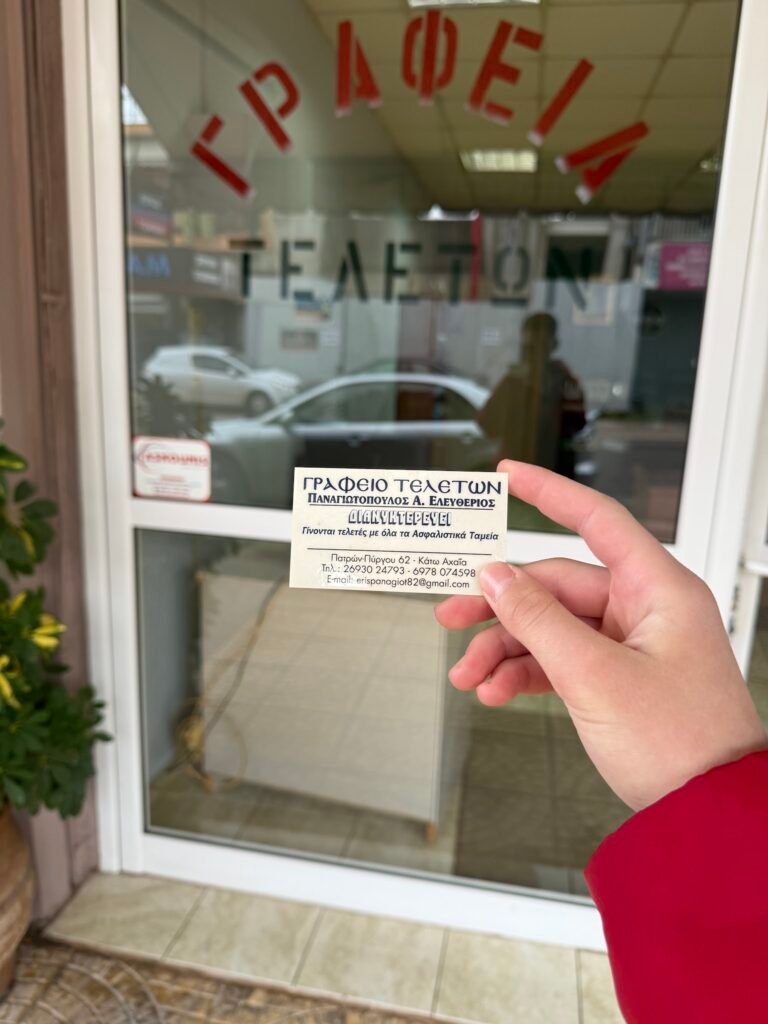 ΓΡΑΦΕΙΑ
ΤΕΛΕΤΩΝ
ΓΡΑΦΕΙΟ ΤΕΛΕΤΩΝ
ΠΑΝΑΓΙΩΤΟΠΟΥΛΟΣ Α. ΕΛΕΥΘΕΡΙΟΣ
ΔΙΑΝΥΚΤΕΡΕΥΕΙ
Γίνονται τελετές με όλα τα Ασφαλιστικά Ταμεία
Πατρών-Πύργου 62 - Κάτω Αχαΐα
Τηλ.: 26930 24793 - 6978 074598
E-mail: erispanagiot82@gmail.com